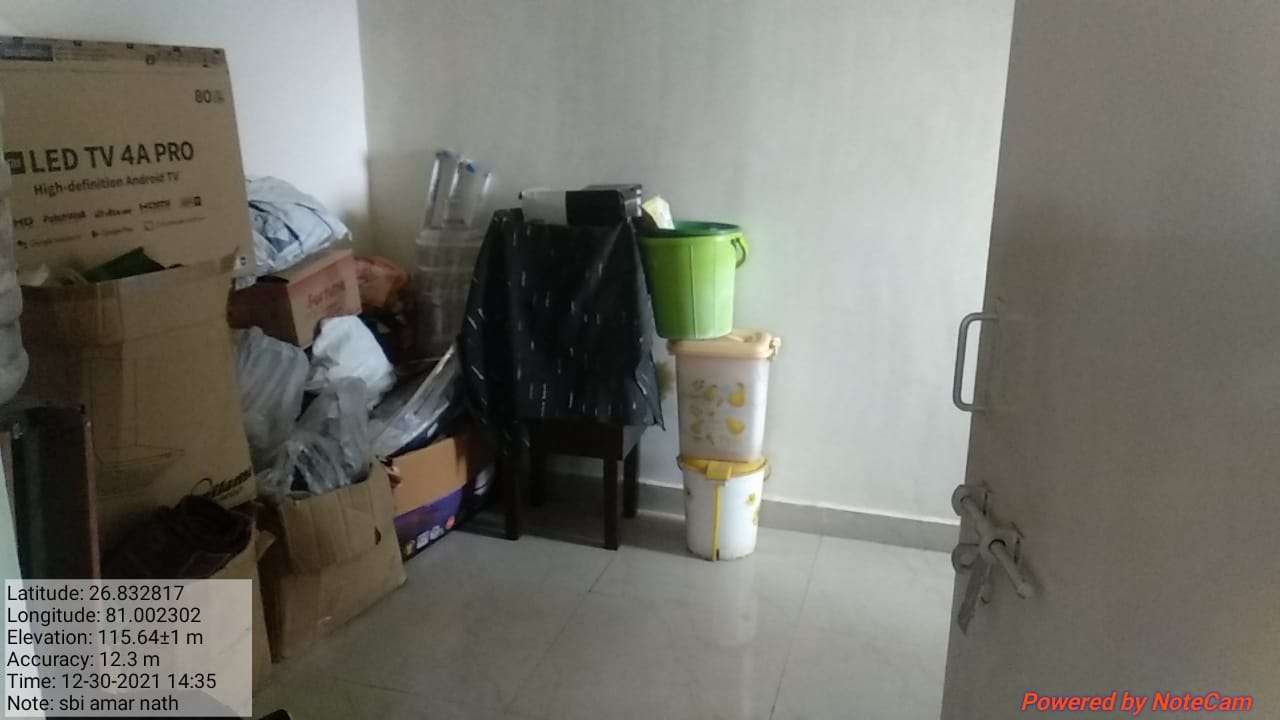 80
LED TV 4A PRO
High-definition Android TV
HDMI
Latitude: 26.832817
Longitude: 81.002302
Elevation: 115.64±1 m
Accuracy: 12.3 m
Time: 12-30-2021 14:35
Note: sbi amar nath
Powered by NoteCam